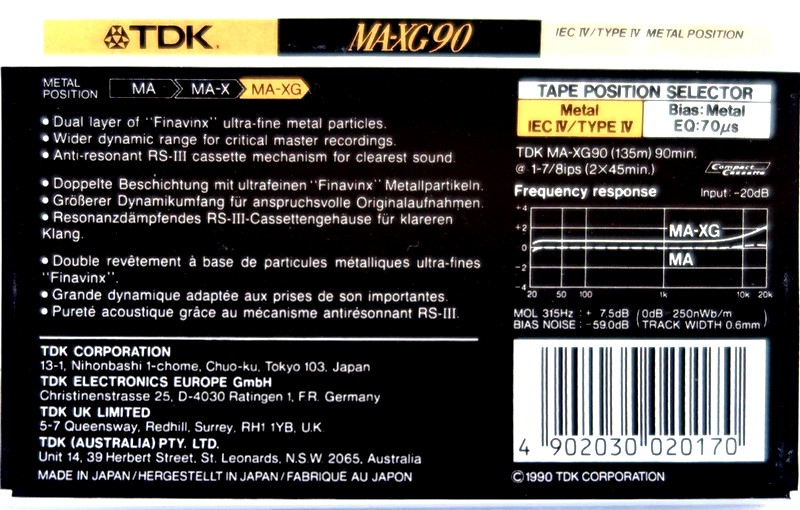 TDK. MA-XG90 IEC IV/TYPE IV METAL POSITION
METAL
POSITION
MA MA-X MA-XG
• Dual layer of "Finavinx" ultra-fine metal particles.
• Wider dynamic range for critical master recordings.
• Anti-resonant RS-III cassette mechanism for clearest sound.
• Doppelte Beschichtung mit ultrafeinen "Finavinx" Metallpartikeln.
• Größerer Dynamikumfang für anspruchsvolle Originalaufnahmen.
• Resonanzdämpfendes RS-III-Cassettengehäuse für klareren
Klang.
• Double revêtement à base de particules métalliques ultra-fines
"Finavinx".
• Grande dynamique adaptée aux prises de son importantes.
• Pureté acoustique grâce au mécanisme antirésonnant RS-III.
TDK CORPORATION
13-1, Nihonbashi 1-chome, Chuo-ku, Tokyo 103, Japan
TDK ELECTRONICS EUROPE GmbH
Christinenstrasse 25, D-4030 Ratingen 1, F.R. Germany
TDK UK LIMITED
5-7 Queensway, Redhill, Surrey, RH1 1YB, U.K.
TDK (AUSTRALIA) PTY. LTD.
Unit 14, 39 Herbert Street, St. Leonards, N.S.W. 2065, Australia
MADE IN JAPAN/HERGESTELLT IN JAPAN/FABRIQUE AU JAPON
TAPE POSITION SELECTOR
Metal
IEC IV/TYPE IV
Bias: Metal
EQ: 70µs
TDK MA-XG90 (135m) 90min.
@ 1-7/8ips (2×45min.)
Compact Cassette
Frequency response Input: -20dB
+4
+2
0
-2
-4
MA-XG
MA
20 50 100 1k 10k 20k
MOL 315Hz : + 7.5dB (0dB = 250nWb/m
BIAS NOISE : -59.0dB TRACK WIDTH 0.6mm)
4 902030 020170
© 1990 TDK CORPORATION